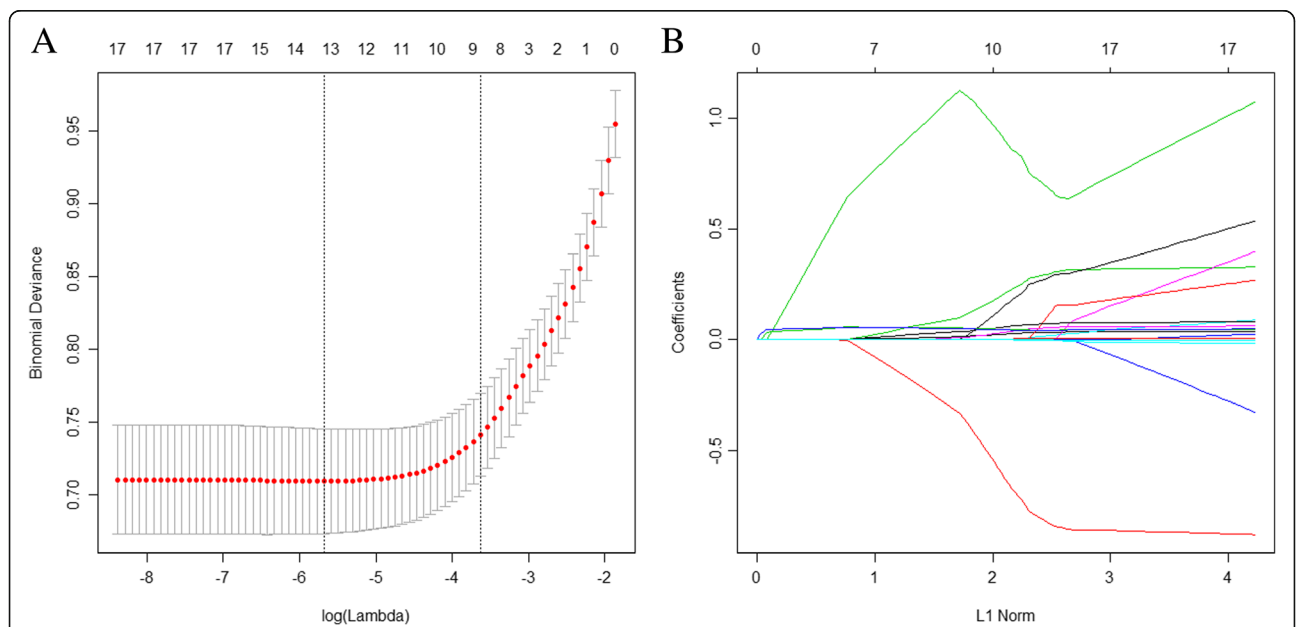 A
17 17 17 17 15 14 13 12 11 10 9 8 3 2 1 0
Binomial Deviance
0.95
0.90
0.85
0.80
0.75
0.70
-8 -7 -6 -5 -4 -3 -2
log(Lambda)
B
0 7 10 17 17
Coefficients
1.0
0.5
0.0
-0.5
0 1 2 3 4
L1 Norm